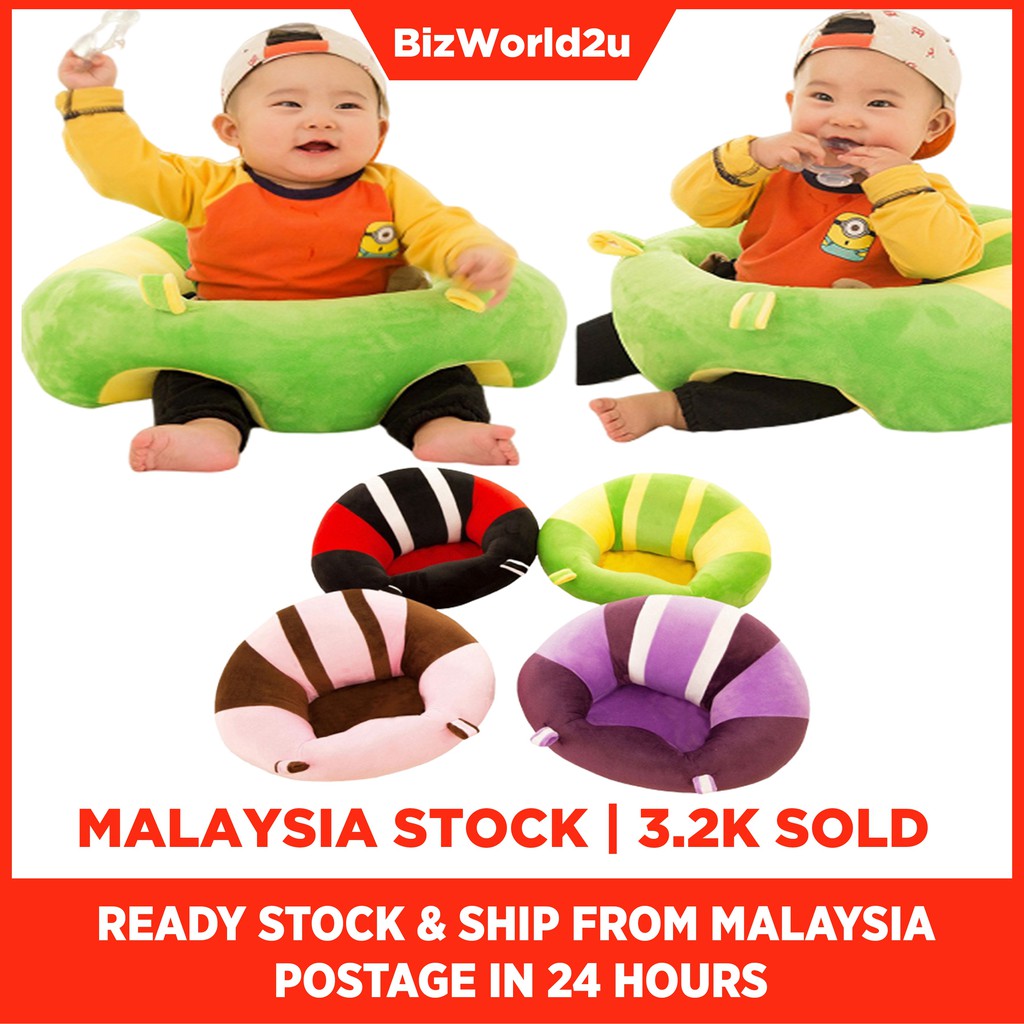 BizWorld2u
MALAYSIA STOCK | 3.2K SOLD
READY STOCK & SHIP FROM MALAYSIA
POSTAGE IN 24 HOURS